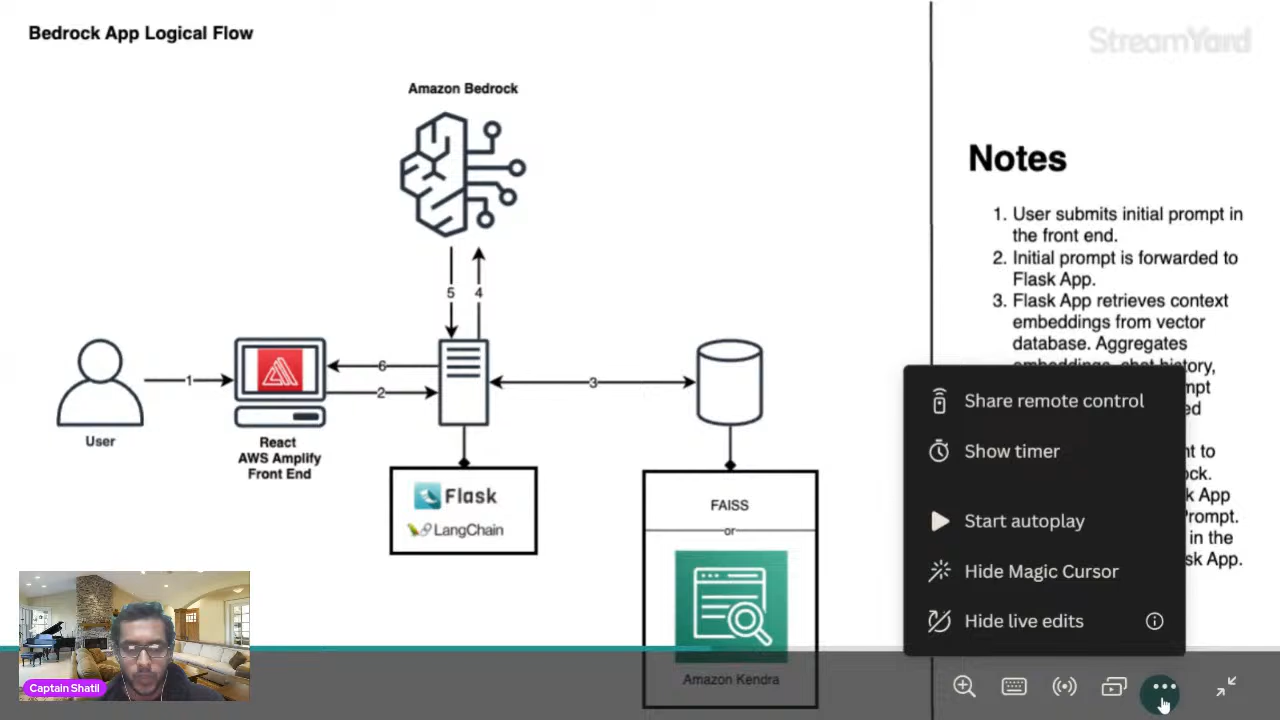 Bedrock App Logical Flow
StreamYard
Amazon Bedrock
5
4
6
1
2
3
User
React
AWS Amplify
Front End
Flask
LangChain
FAISS
or
Amazon Kendra
Notes
1. User submits initial prompt in
the front end.
2. Initial prompt is forwarded to
Flask App.
3. Flask App retrieves context
embeddings from vector
database. Aggregates
embeddings, chat history,
Share remote control
Show timer
Start autoplay
Hide Magic Cursor
Hide live edits
Captain Shatil